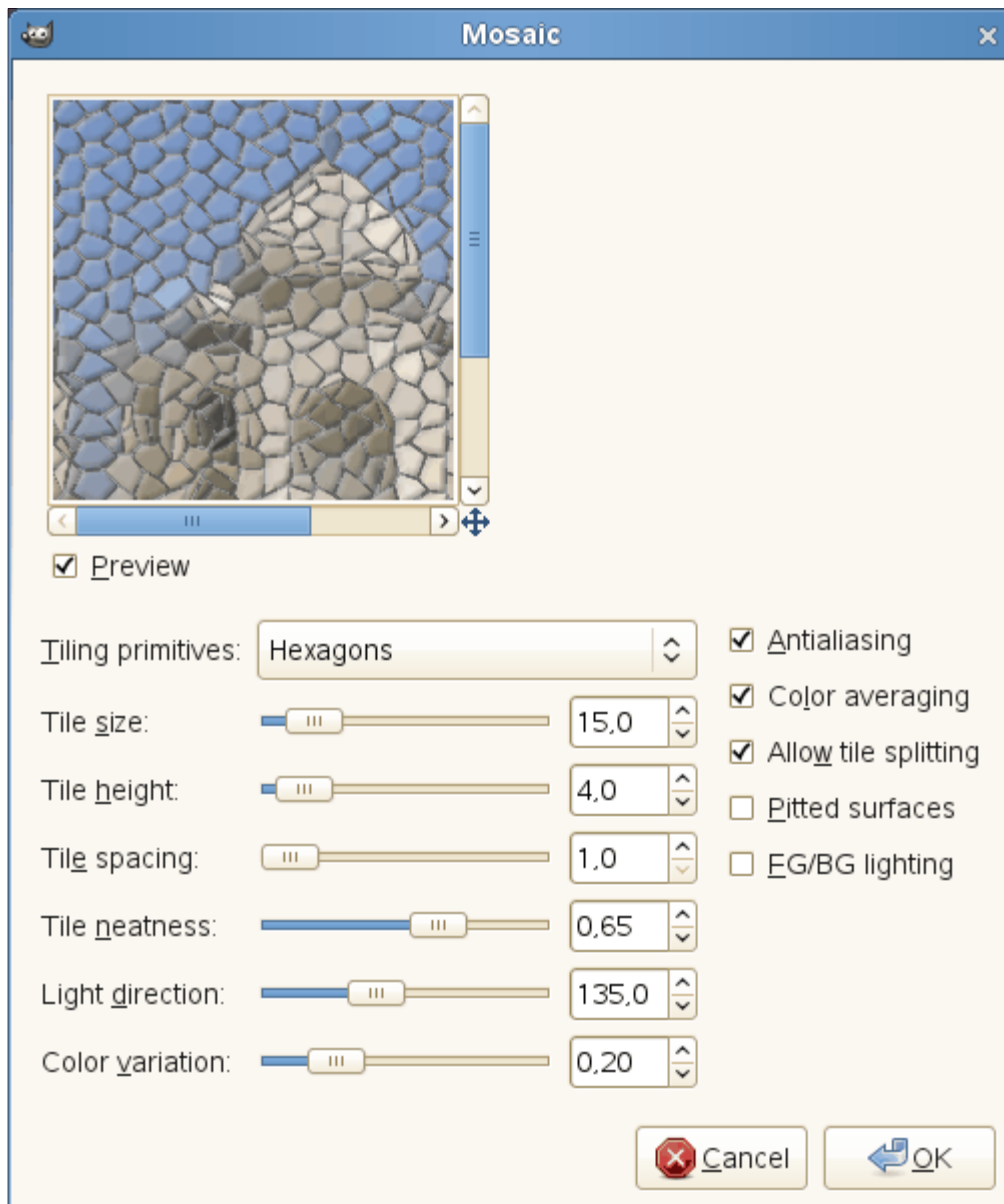 Mosaic
Preview
Tiling primitives: Hexagons
Tile size: 15,0
Tile height: 4,0
Tile spacing: 1,0
Tile neatness: 0,65
Light direction: 135,0
Color variation: 0,20
Antialiasing
Color averaging
Allow tile splitting
Pitted surfaces
FG/BG lighting
Cancel
OK